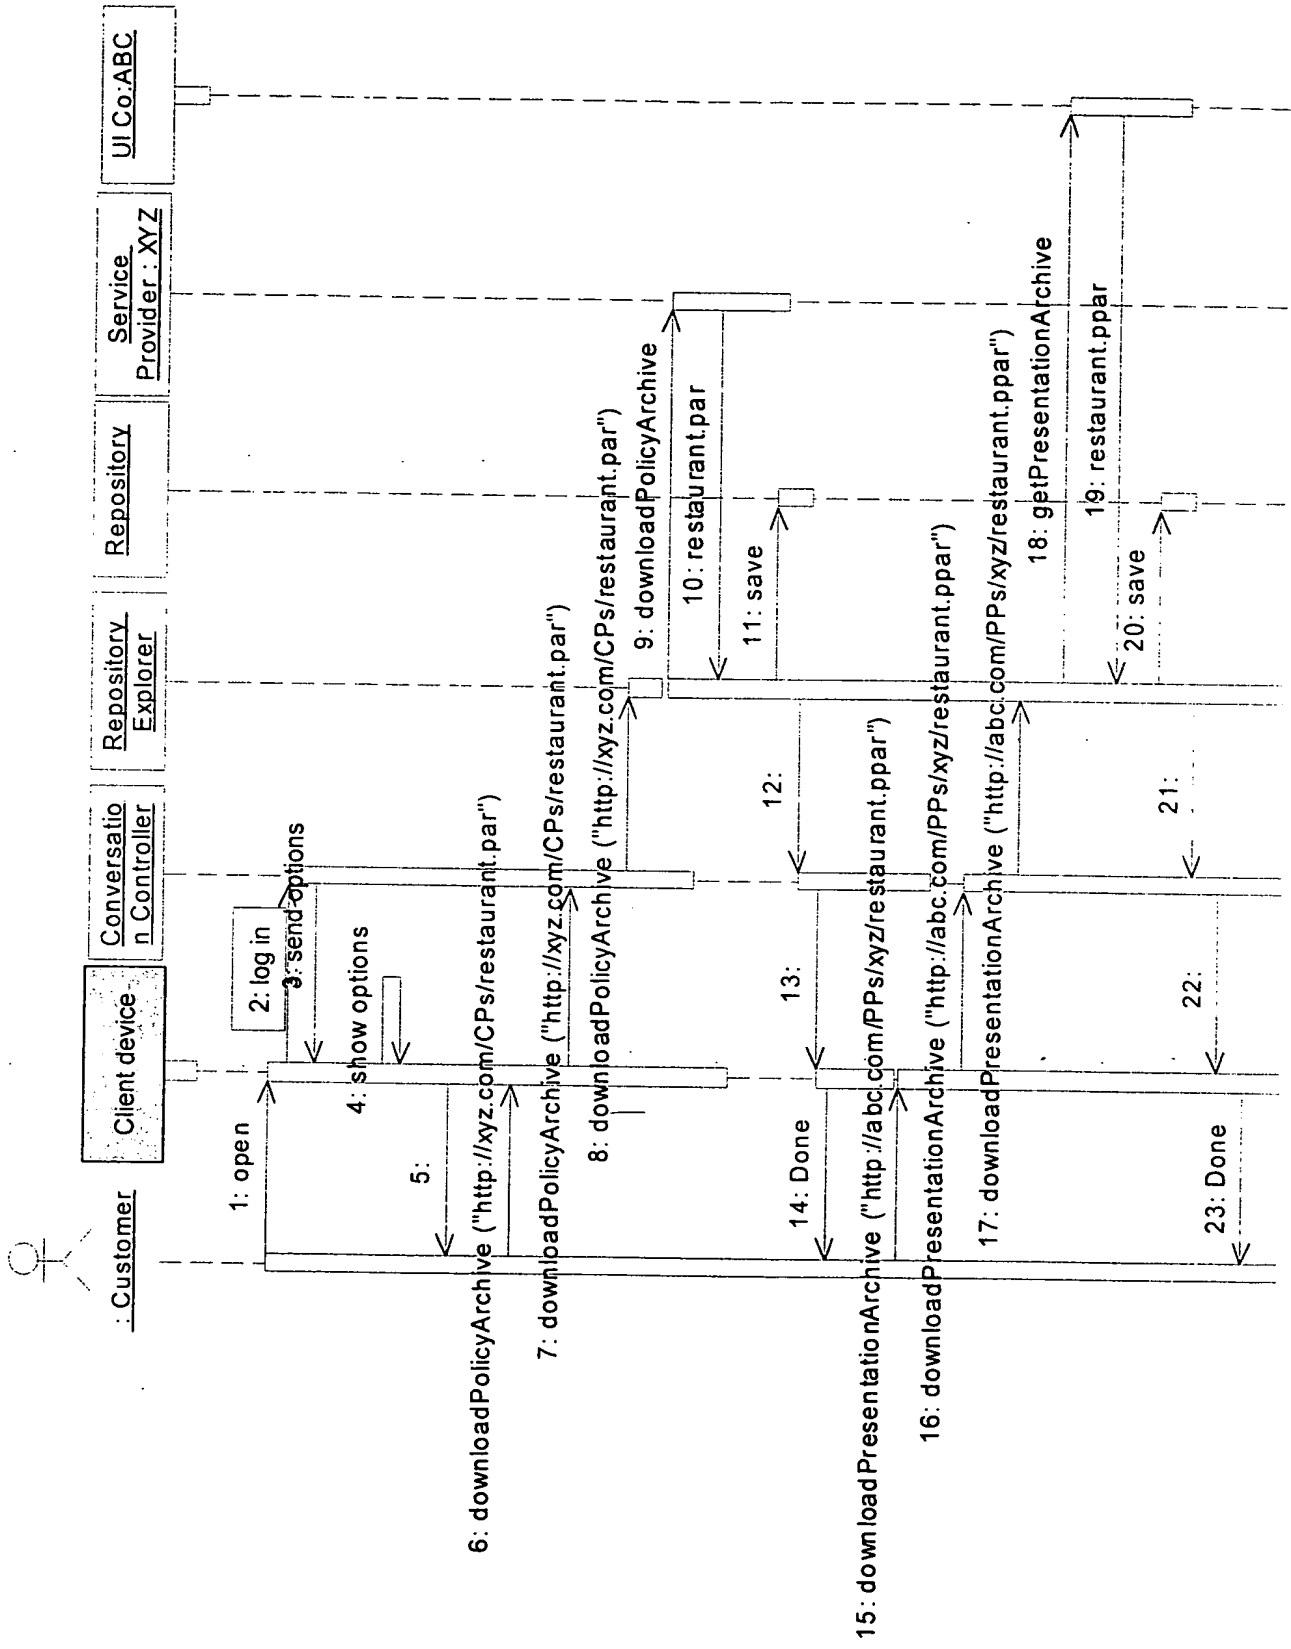 : Customer
Client device
Conversatio
n Controller
Repository
Explorer
Repository
Service
Provider : XYZ
UI Co:ABC
1: open
2: log in
3: send options
4: show options
5:
6: downloadPolicyArchive ("http://xyz.com/CPs/restaurant.par")
7: downloadPolicyArchive ("http://xyz.com/CPs/restaurant.par")
8: downloadPolicyArchive ("http://xyz.com/CPs/restaurant.par")
9: downloadPolicyArchive
10: restaurant.par
11: save
12:
13:
14: Done
15: downloadPresentationArchive ("http://abc.com/PPs/xyz/restaurant.ppar")
16: downloadPresentationArchive ("http://abc.com/PPs/xyz/restaurant.ppar")
17: downloadPresentationArchive ("http://abc.com/PPs/xyz/restaurant.ppar")
18: getPresentationArchive
19: restaurant.ppar
20: save
21:
22:
23: Done